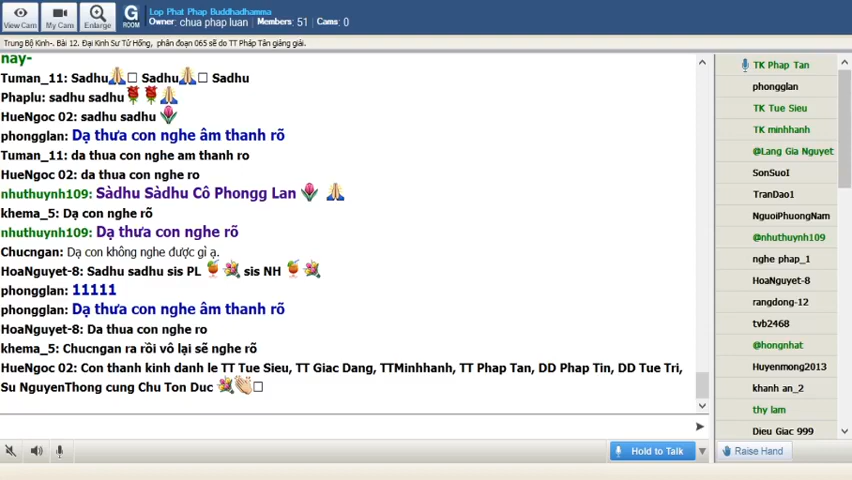 Lop Phat Phap Buddhadhamma
Owner: chua phap luan Members: 51 Cams: 0
View Cam
My Cam
Enlarge
G
ROOM
Trung Bộ Kinh-. Bài 12. Đại Kinh Sư Tử Hống, phân đoạn 065 sẽ do TT Pháp Tân giảng giải.
nay-
Tuman_11: Sadhu🙏□ Sadhu🙏□ Sadhu
Phaplu: sadhu sadhu🌹🌹🙏
HueNgoc 02: sadhu sadhu 🌷
phongglan: Dạ thưa con nghe âm thanh rõ
Tuman_11: da thua con nghe am thanh ro
HueNgoc 02: da thua con nghe ro
nhuthuynh109: Sàdhu Sàdhu Cô Phongg Lan 🌷 🙏
khema_5: Dạ con nghe rõ
nhuthuynh109: Dạ thưa con nghe rõ
Chucngan: Dạ con không nghe được gì ạ.
HoaNguyet-8: Sadhu sadhu sis PL 🍹💐 sis NH 🍹💐
phongglan: 11111
phongglan: Dạ thưa con nghe âm thanh rõ
HoaNguyet-8: Da thua con nghe ro
khema_5: Chucngan ra rồi vô lại sẽ nghe rõ
HueNgoc 02: Con thanh kinh danh le TT Tue Sieu, TT Giac Dang, TTMinhhanh, TT Phap Tan, DD Phap Tin, DD Tue Tri,
Su NguyenThong cung Chu Ton Duc 💐👏□
Hold to Talk
TK Phap Tan
phongglan
TK Tue Sieu
TK minhhanh
@Lang Gia Nguyet
SonSuoI
TranDao1
NguoiPhuongNam
@nhuthuynh109
nghe phap_1
HoaNguyet-8
rangdong-12
tvb2468
@hongnhat
Huyenmong2013
khanh an_2
thy lam
Dieu Giac 999
Raise Hand